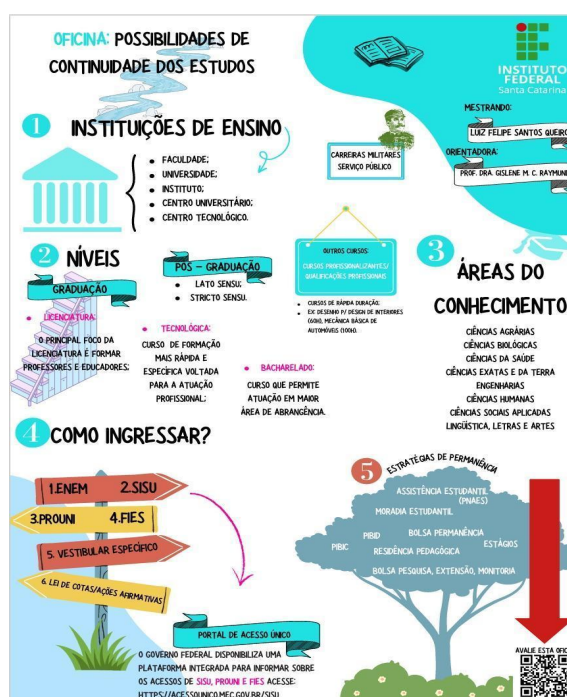 OFICINA: POSSIBILIDADES DE
CONTINUIDADE DOS ESTUDOS
INSTITUTO
FEDERAL
Santa Catarina
MESTRANDO:
LUIZ FELIPE SANTOS QUEIRO
ORIENTADORA:
PROF. DRA. GISLENE M. C. RAYMUN
1 INSTITUIÇÕES DE ENSINO
FACULDADE;
UNIVERSIDADE;
INSTITUTO;
CENTRO UNIVERSITÁRIO;
CENTRO TECNOLÓGICO.
CARREIRAS MILITARES
SERVIÇO PÚBLICO
2 NÍVEIS
GRADUAÇÃO
LICENCIATURA:
O PRINCIPAL FOCO DA
LICENCIATURA É FORMAR
PROFESSORES E EDUCADORES;
PÓS - GRADUAÇÃO
LATO SENSU;
STRICTO SENSU.
TECNOLÓGICA:
CURSO DE FORMAÇÃO
MAIS RÁPIDA E
ESPECÍFICA VOLTADA
PARA A ATUAÇÃO
PROFISSIONAL;
BACHARELADO:
CURSO QUE PERMITE
ATUAÇÃO EM MAIOR
ÁREA DE ABRANGÊNCIA.
OUTROS CURSOS:
CURSOS PROFISSIONALIZANTES/
QUALIFICAÇÕES PROFISSIONAIS
CURSOS DE RÁPIDA DURAÇÃO;
EX DESENHO P/ DESIGN DE INTERIORES
(60H), MECÂNICA BÁSICA DE
AUTOMÓVEIS (100H).
3 ÁREAS DO
CONHECIMENTO
CIÊNCIAS AGRÁRIAS
CIÊNCIAS BIOLÓGICAS
CIÊNCIAS DA SAÚDE
CIÊNCIAS EXATAS E DA TERRA
ENGENHARIAS
CIÊNCIAS HUMANAS
CIÊNCIAS SOCIAIS APLICADAS
LINGÜÍSTICA, LETRAS E ARTES
4 COMO INGRESSAR?
1.ENEM 2.SISU
3.PROUNI 4.FIES
5. VESTIBULAR ESPECÍFICO
6. LEI DE COTAS/AÇÕES AFIRMATIVAS
PORTAL DE ACESSO ÚNICO
O GOVERNO FEDERAL DISPONIBILIZA UMA
PLATAFORMA INTEGRADA PARA INFORMAR SOBRE
OS ACESSOS DE SISU, PROUNI E FIES ACESSE:
HTTPS://ACESSOUNICO.MEC.GOV.BR/SISU
5 ESTRATÉGIAS DE PERMANÊNCIA
ASSISTÊNCIA ESTUDANTIL
(PNAES)
MORADIA ESTUDANTIL
PIBIC
PIBID
BOLSA PERMANÊNCIA
RESIDÊNCIA PEDAGÓGICA
ESTÁGIOS
BOLSA PESQUISA, EXTENSÃO, MONITORIA
AVALIE ESTA OFIC